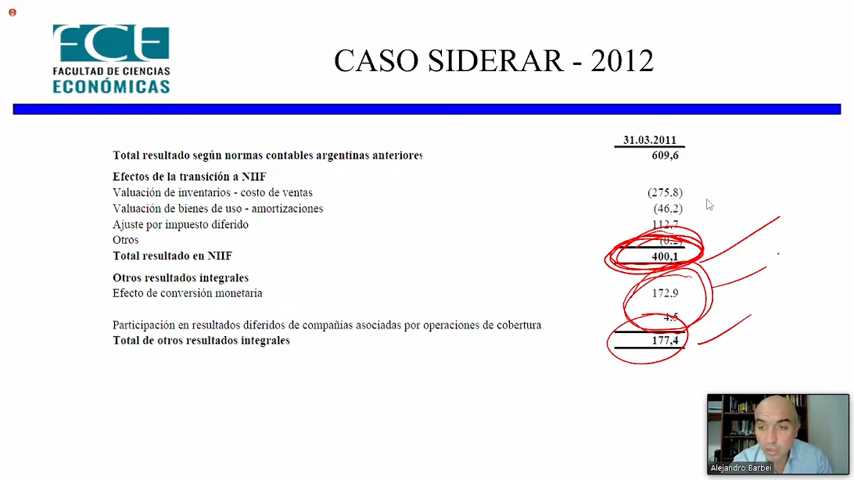 FCE
FACULTAD DE CIENCIAS
ECONÓMICAS
CASO SIDERAR - 2012
31.03.2011
Total resultado según normas contables argentinas anteriores 609,6
Efectos de la transición a NIIF
Valuación de inventarios - costo de ventas (275,8)
Valuación de bienes de uso - amortizaciones (46,2)
Ajuste por impuesto diferido 112,7
Otros
Total resultado en NIIF 400,1
Otros resultados integrales
Efecto de conversión monetaria 172,9
4,5
Participación en resultados diferidos de compañías asociadas por operaciones de cobertura
Total de otros resultados integrales 177,4
Alejandro Barbei